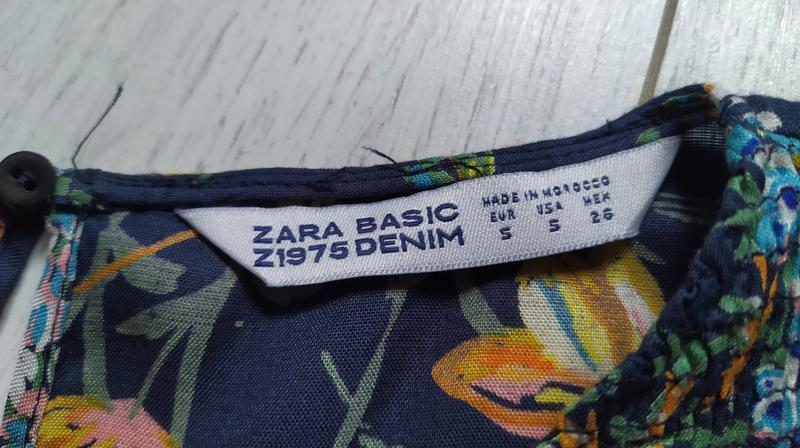 ZARA BASIC
Z1975 DENIM
MADE IN MOROCCO
EUR USA MEX
S S 26